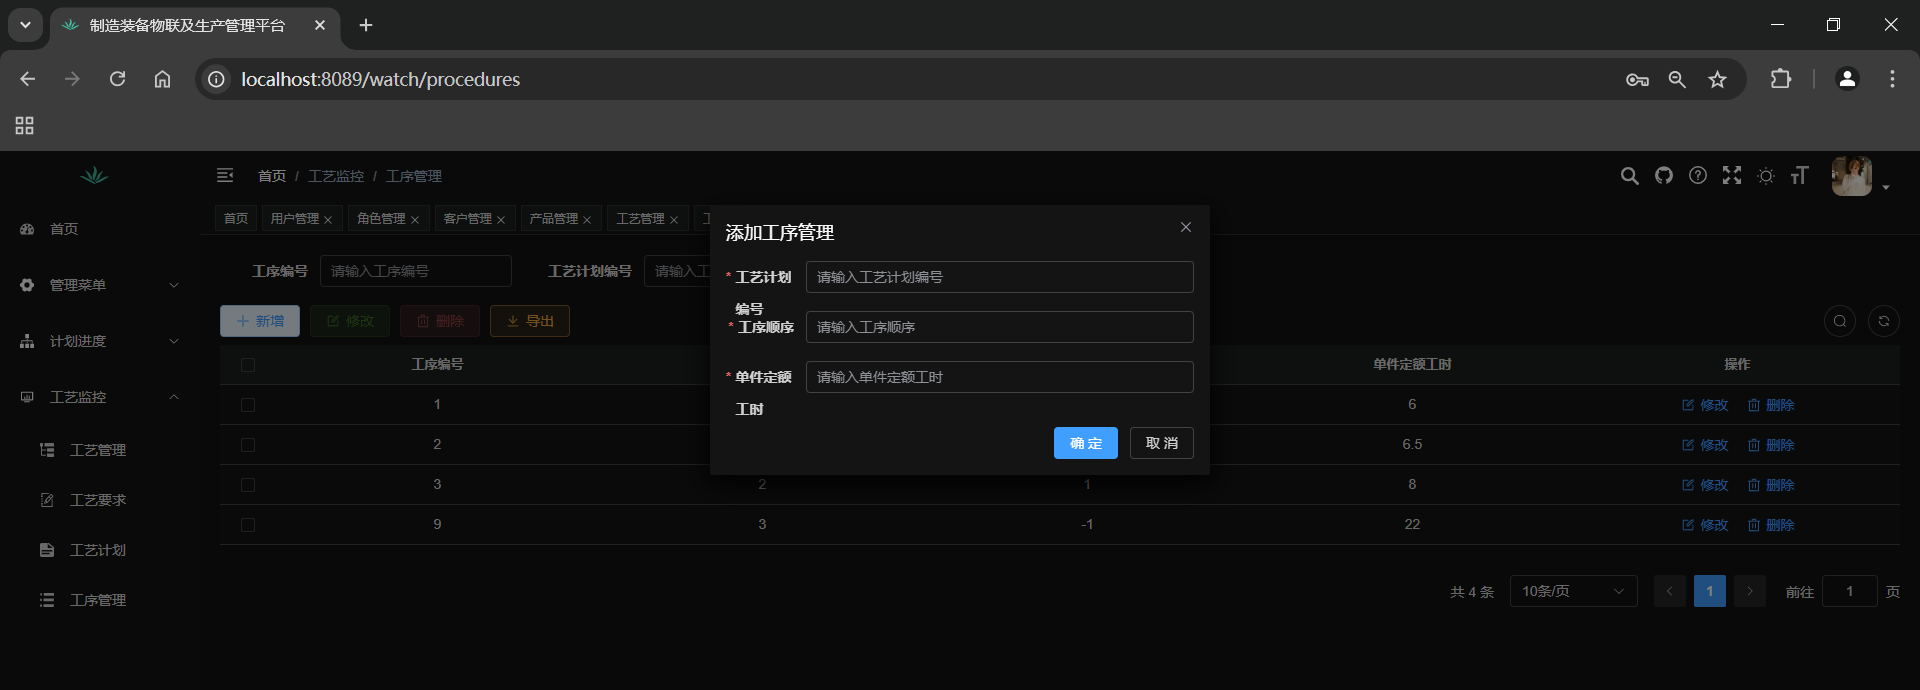 制造装备物联及生产管理平台
localhost:8089/watch/procedures
首页 / 工艺监控 / 工序管理
首页
管理菜单
计划进度
工艺监控
工艺管理
工艺要求
工艺计划
工序管理
首页 用户管理 角色管理 客户管理 产品管理 工艺管理
工序编号 请输入工序编号 工艺计划编号 请输入工
新增 修改 删除 导出
工序编号 单件定额工时 操作
1 6 修改 删除
2 6.5 修改 删除
3 2 1 8 修改 删除
9 3 -1 22 修改 删除
共 4 条 10条/页 1 前往 1 页
添加工序管理
* 工艺计划编号 请输入工艺计划编号
* 工序顺序 请输入工序顺序
* 单件定额工时 请输入单件定额工时
确 定 取 消